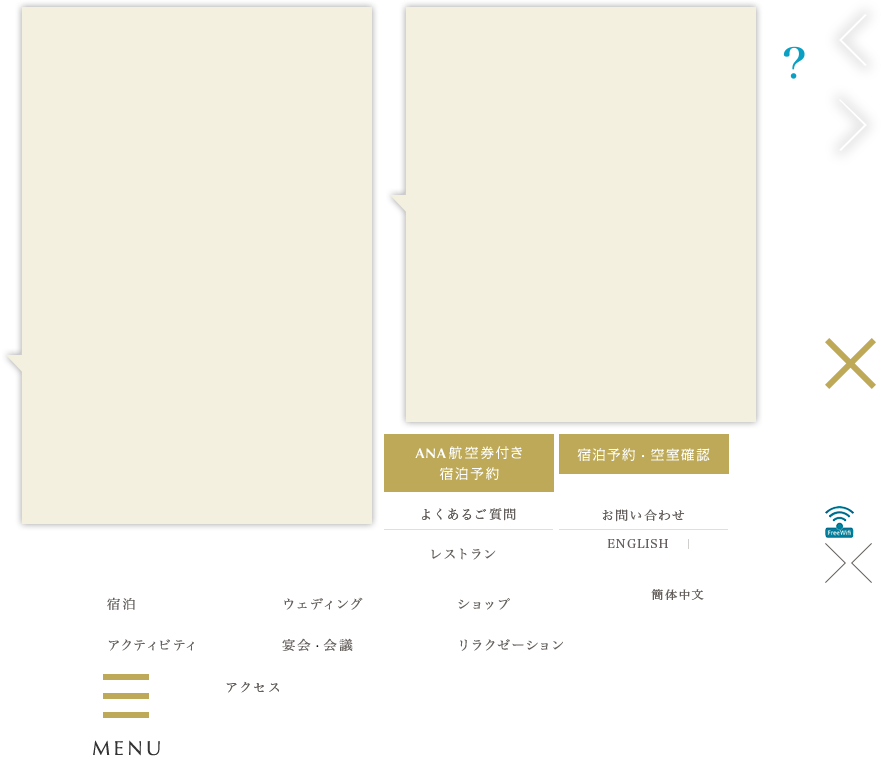 ?
ANA航空券付き
宿泊予約
宿泊予約・空室確認
よくあるご質問
お問い合わせ
ENGLISH
レストラン
FreeWifi
簡体中文
宿泊
ウェディング
ショップ
アクティビティ
宴会・会議
リラクゼーション
アクセス
MENU